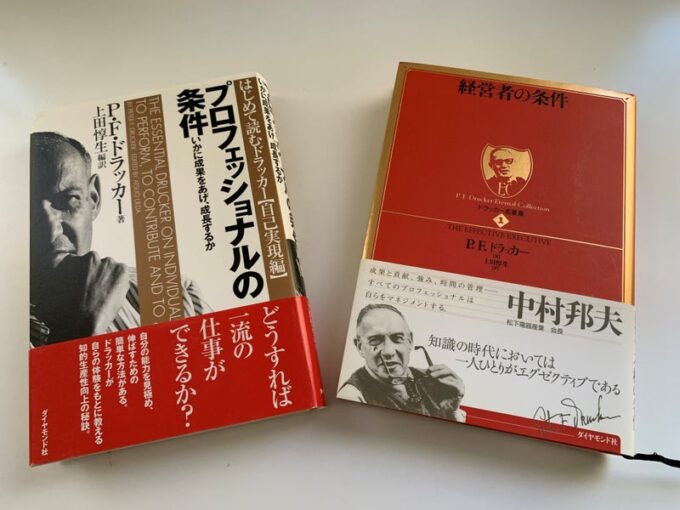 はじめて読むドラッカー【自己実現編】
プロフェッショナルの
条件
いかに成果をあげ、成長するか
THE ESSENTIAL DRUCKER ON INDIVIDUALS
TO PERFORM, TO CONTRIBUTE AND TO
BY PETER F. DRUCKER, EDITED BY ATSUO UEDA
P・F・ドラッカー 著
上田惇生 編訳
どうすれば
一流の
仕事が
できるか?
自分の能力を見極め、
伸ばすための
簡単な方法がある。
ドラッカーが
自らの体験をもとに教える
知的生産性向上の秘訣。
ダイヤモンド社
経営者の条件
P. F. Drucker Eternal Collection
ドラッカー名著集
1
THE EFFECTIVE EXECUTIVE
P.F.ドラッカー
[著]
上田惇生
[訳]
成果と貢献、強み、時間の管理――
すべてのプロフェッショナルは
自らをマネジメントする。
中村邦夫
松下電器産業 会長
知識の時代においては
一人ひとりがエグゼクティブである
ダイヤモンド社